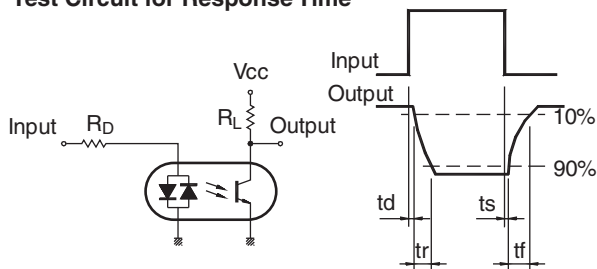 Test Circuit for Response Time
Input
Vcc
Output
RL
Output
10%
Input
RD
90%
td
ts
tr
tf